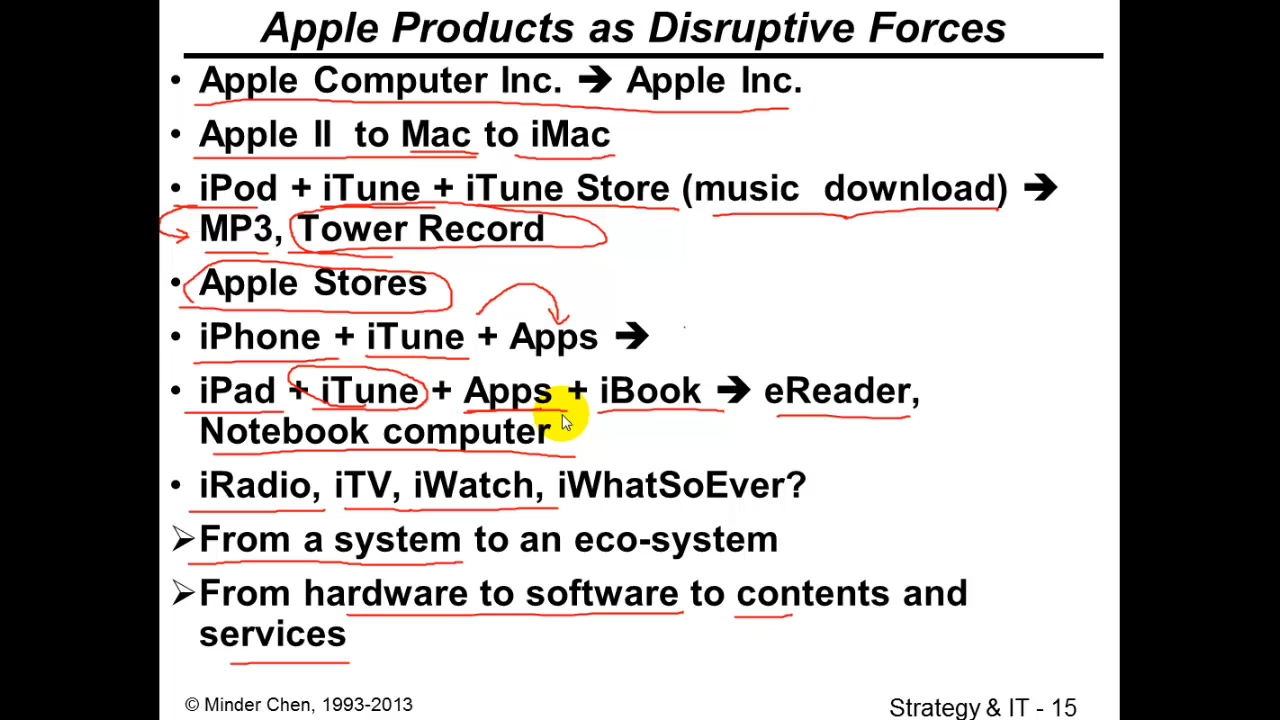 Apple Products as Disruptive Forces
• Apple Computer Inc. ➔ Apple Inc.
• Apple II to Mac to iMac
• iPod + iTune + iTune Store (music download) ➔
MP3, Tower Record
• Apple Stores
• iPhone + iTune + Apps ➔
• iPad + iTune + Apps + iBook ➔ eReader,
Notebook computer
• iRadio, iTV, iWatch, iWhatSoEver?
➢From a system to an eco-system
➢From hardware to software to contents and
services
© Minder Chen, 1993-2013
Strategy & IT - 15